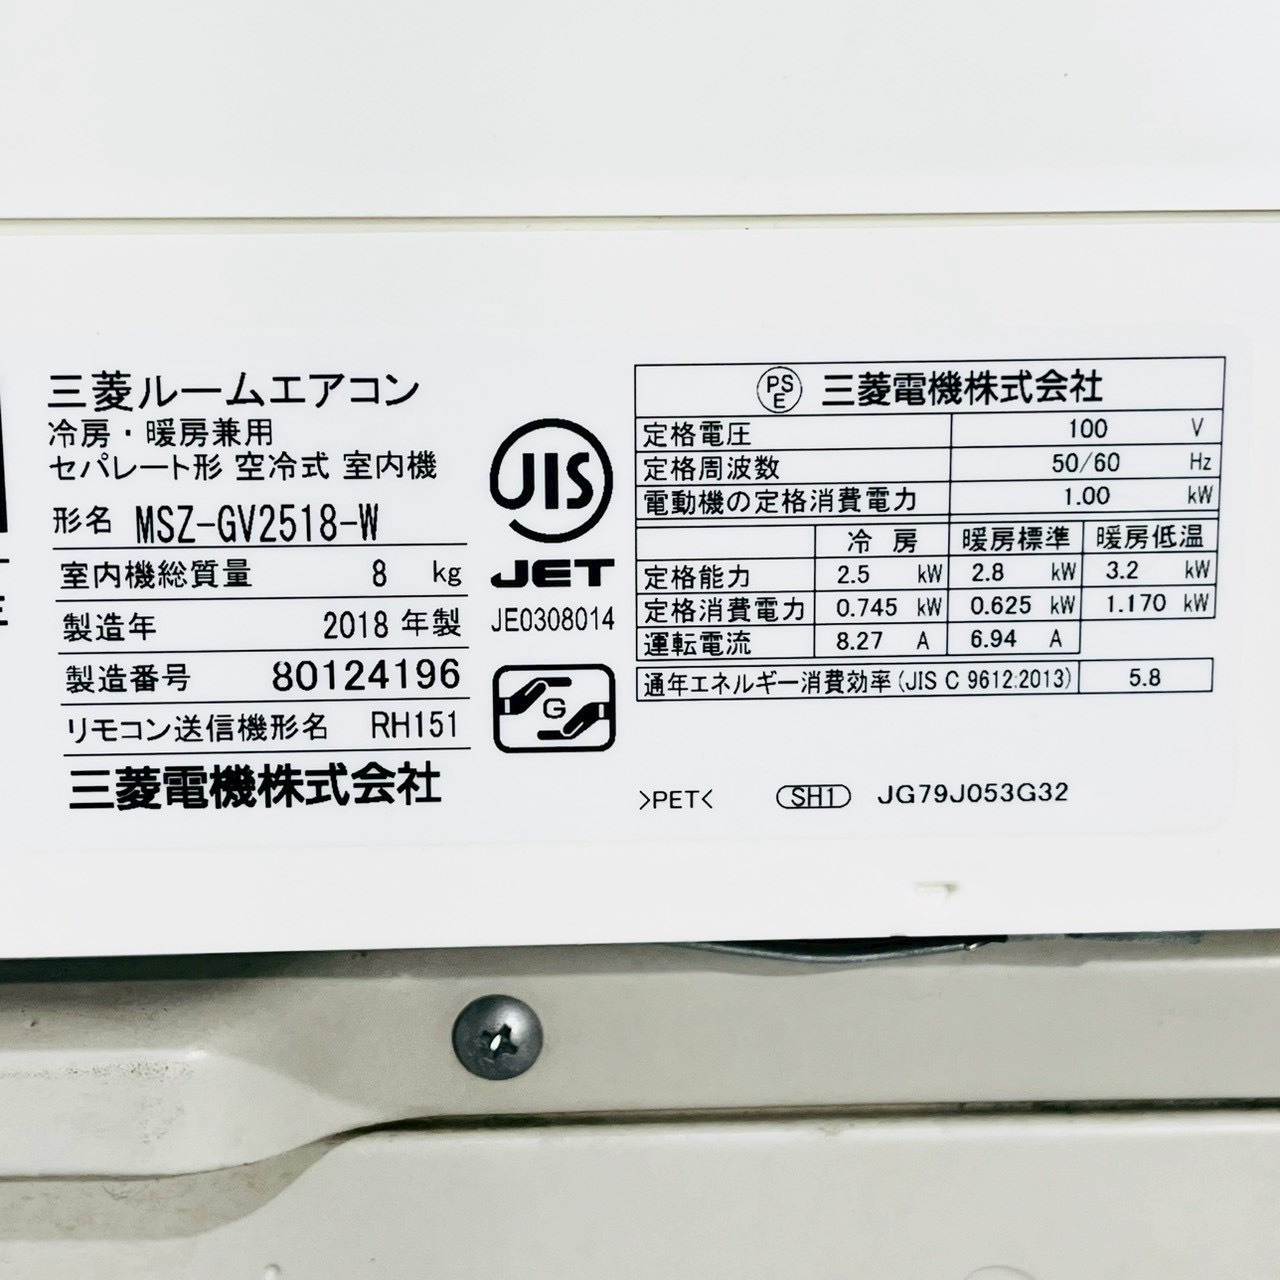 三菱ルームエアコン
冷房・暖房兼用
セパレート形 空冷式 室内機
形名 MSZ-GV2518-W
室内機総質量 8 kg
製造年 2018 年製
製造番号 80124196
リモコン送信機形名 RH151
三菱電機株式会社
JIS
JET
JE0308014
G
PSE 三菱電機株式会社
定格電圧 100 V
定格周波数 50/60 Hz
電動機の定格消費電力 1.00 kW
冷房 暖房標準 暖房低温
定格能力 2.5 kW 2.8 kW 3.2 kW
定格消費電力 0.745 kW 0.625 kW 1.170 kW
運転電流 8.27 A 6.94 A
通年エネルギー消費効率(JIS C 9612:2013) 5.8
>PET< SH1 JG79J053G32